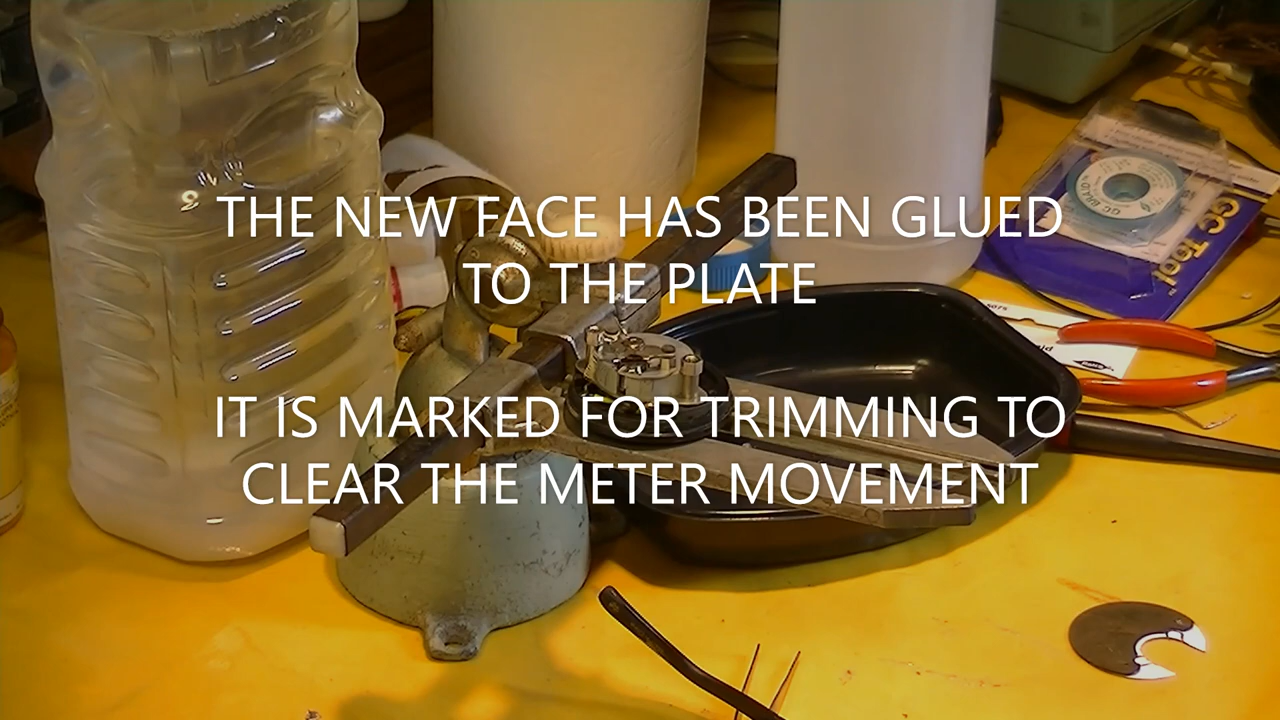 THE NEW FACE HAS BEEN GLUED
TO THE PLATE
IT IS MARKED FOR TRIMMING TO
CLEAR THE METER MOVEMENT
GC Tool